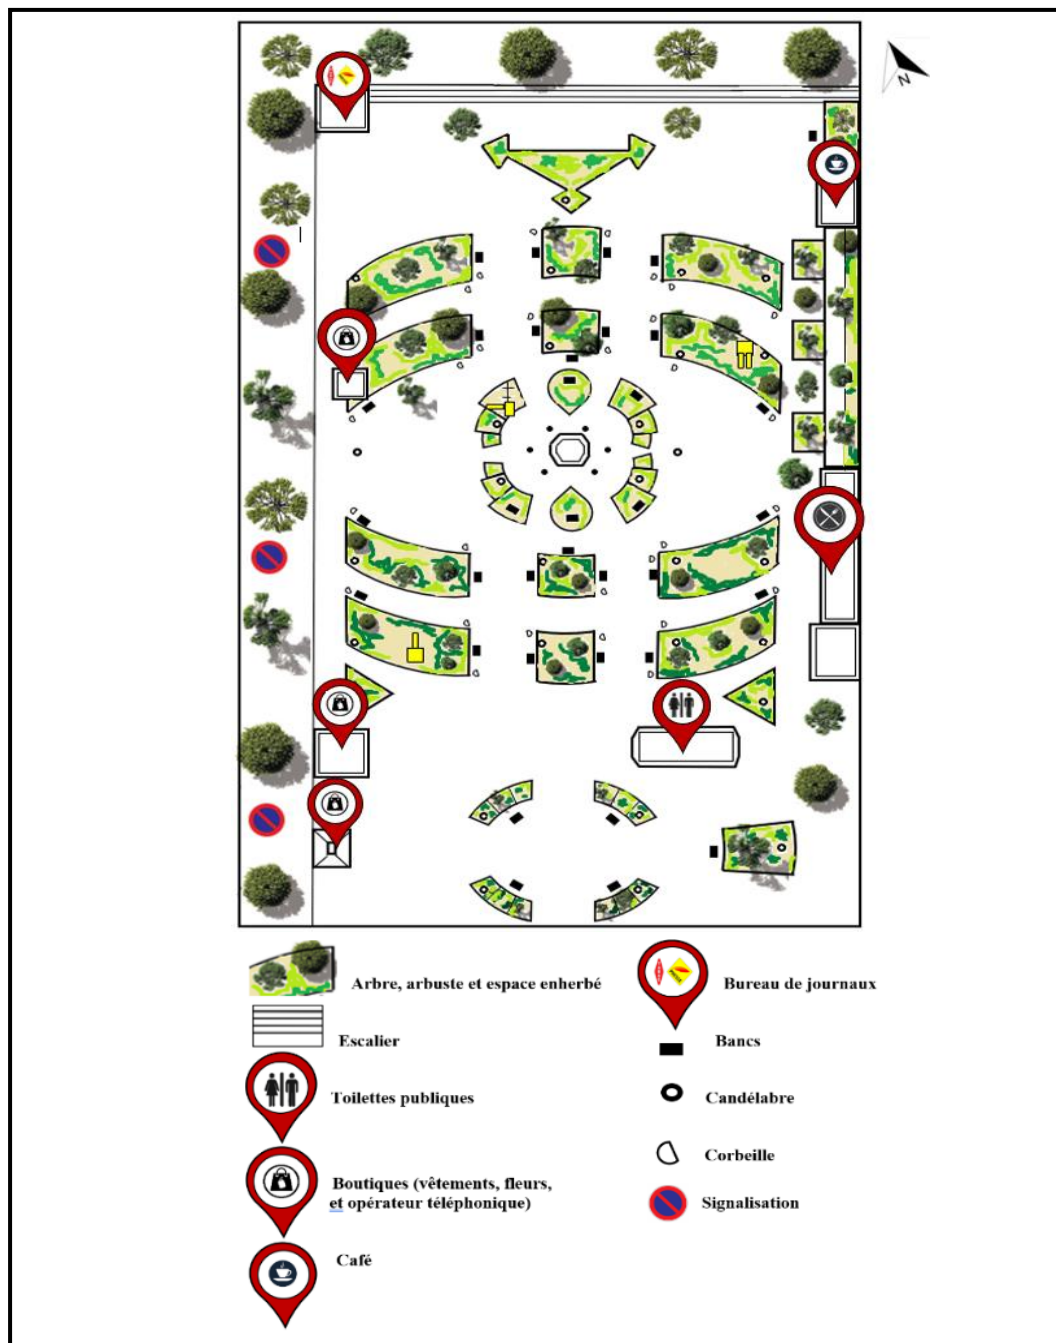 N
Arbre, arbuste et espace enherbé
Bureau de journaux
Escalier
Bancs
Toilettes publiques
Candélabre
Corbeille
Boutiques (vêtements, fleurs,
et opérateur téléphonique)
Signalisation
Café